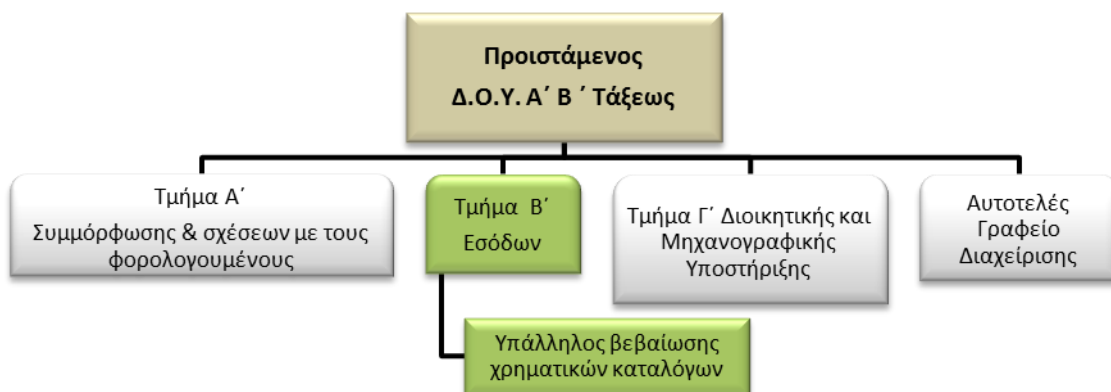 Προιστάμενος
Δ.Ο.Υ. Α΄ Β ΄ Τάξεως
Τμήμα Α΄
Συμμόρφωσης & σχέσεων με τους
φορολογουμένους
Τμήμα Β΄
Εσόδων
Τμήμα Γ΄ Διοικητικής και
Μηχανογραφικής
Υποστήριξης
Αυτοτελές
Γραφείο
Διαχείρισης
Υπάλληλος βεβαίωσης
χρηματικών καταλόγων